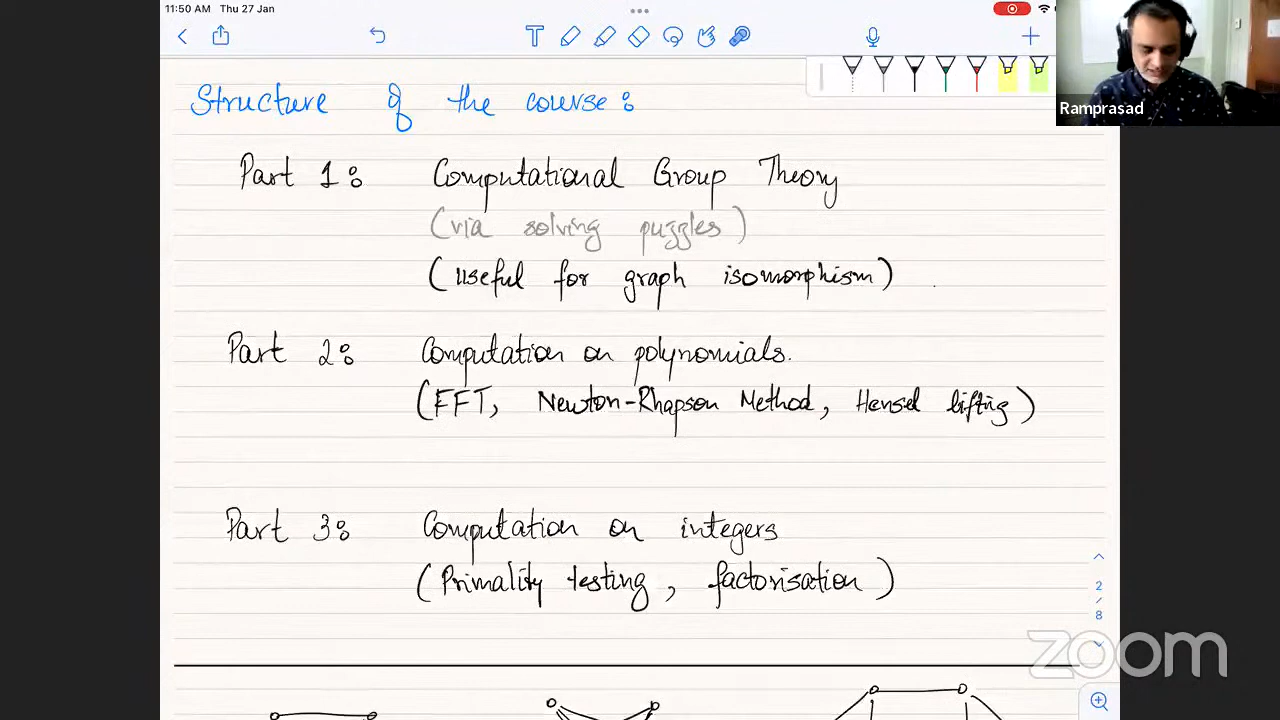 11:50 AM Thu 27 Jan
Ramprasad
Structure of the course:
Part 1: Computational Group Theory
(via solving puzzles)
(useful for graph isomorphism)
Part 2: Computation on polynomials.
(FFT, Newton-Rhapson Method, Hensel lifting)
Part 3: Computation on integers
(Primality testing, factorisation)
2
/
8
zoom